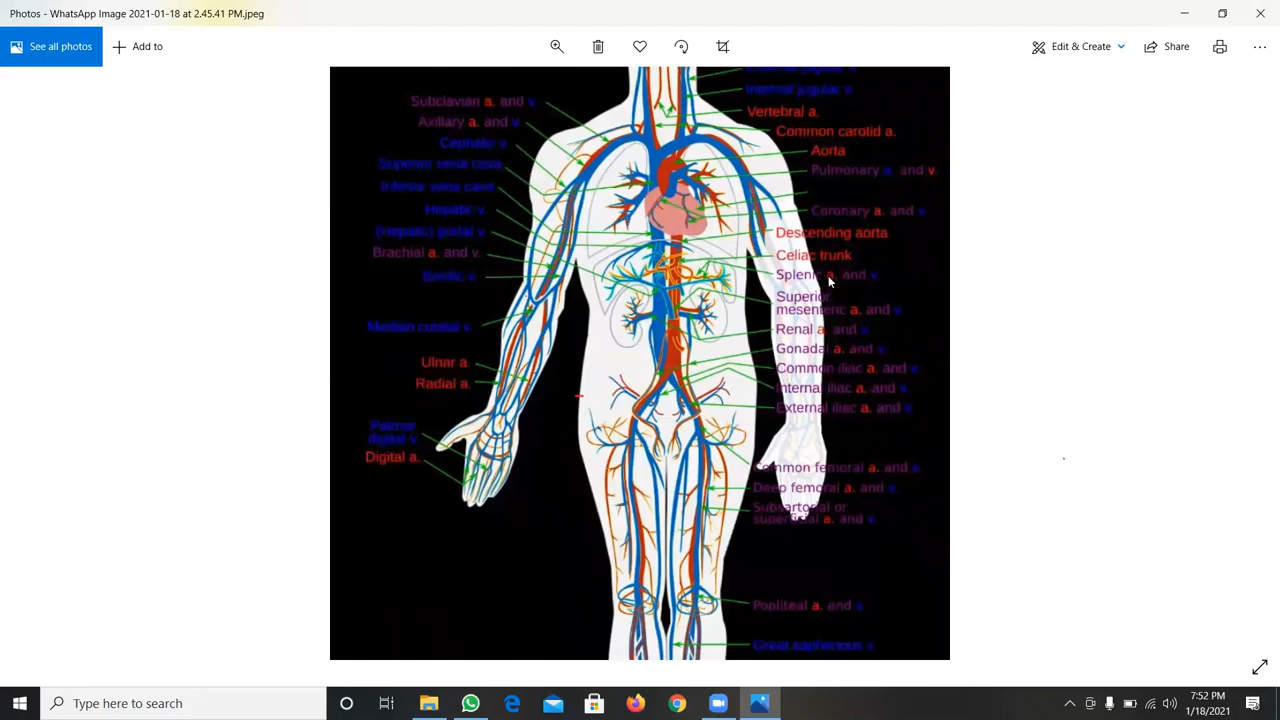 Photos - WhatsApp Image 2021-01-18 at 2.45.41 PM.jpeg
See all photos
Add to
Edit & Create
Share
Subclavian a. and v.
Axillary a. and v.
Cephalic v.
Superior vena cava
Inferior vena cava
Hepatic v.
(Hepatic) portal v.
Brachial a. and v.
Basilic v.
Median cubital v.
Ulnar a.
Radial a.
Palmar
digital v.
Digital a.
Internal jugular v.
Vertebral a.
Common carotid a.
Aorta
Pulmonary a. and v.
Coronary a. and v.
Descending aorta
Celiac trunk
Splenic a. and v.
Superior
mesenteric a. and v.
Renal a. and v.
Gonadal a. and v.
Common iliac a. and v.
Internal iliac a. and v.
External iliac a. and v.
Common femoral a. and v.
Deep femoral a. and v.
Subsartorial or
superficial a. and v.
Popliteal a. and v.
Great saphenous v.
Type here to search
7:52 PM
1/18/2021